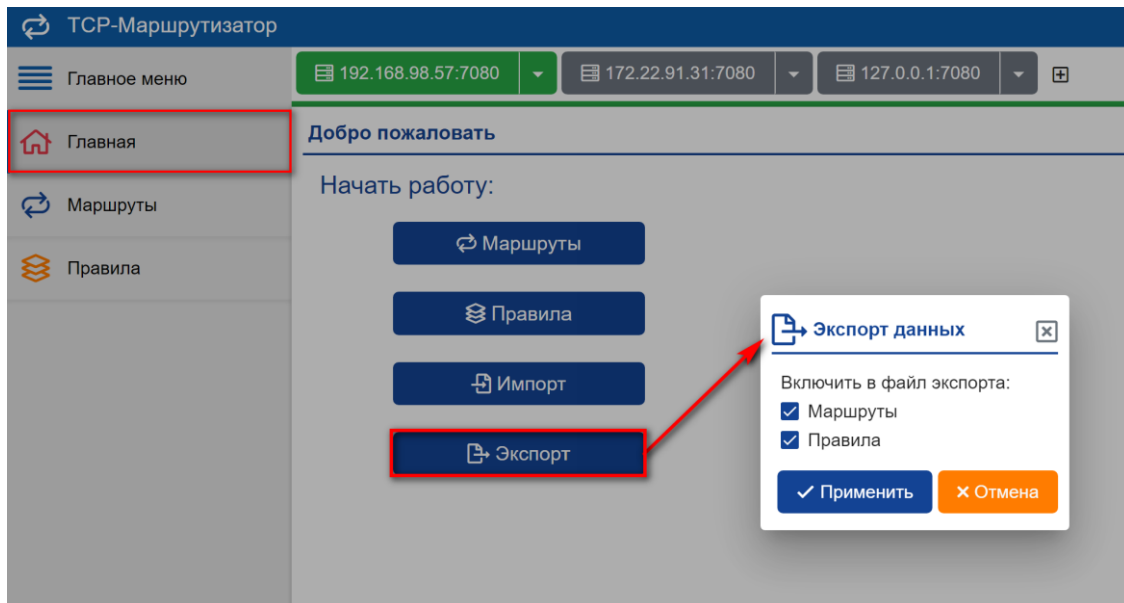 TCP-Маршрутизатор
Главное меню
192.168.98.57:7080
172.22.91.31:7080
127.0.0.1:7080
Главная
Добро пожаловать
Начать работу:
Маршруты
Правила
Маршруты
Правила
Импорт
Экспорт
Экспорт данных
Включить в файл экспорта:
Маршруты
Правила
Применить
Отмена